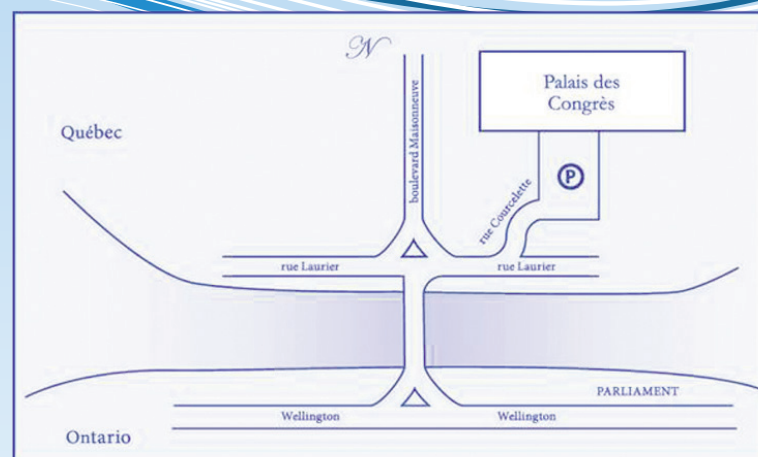 N
Palais des
Congrès
Québec
boulevard Maisonneuve
P
rue Courcelette
rue Laurier
rue Laurier
PARLIAMENT
Wellington
Wellington
Ontario